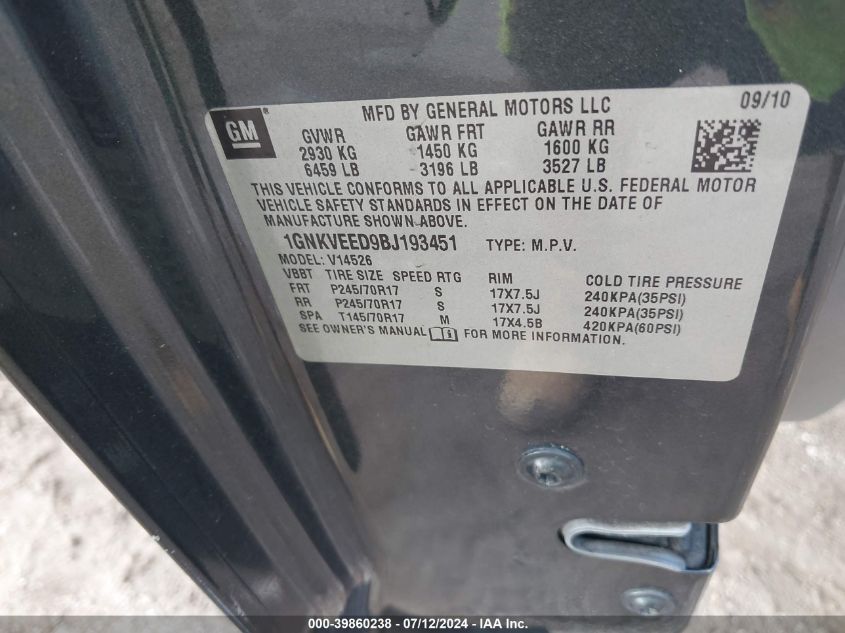 MFD BY GENERAL MOTORS LLC 09/10
GM®
GVWR GAWR FRT GAWR RR
2930 KG 1450 KG 1600 KG
6459 LB 3196 LB 3527 LB
THIS VEHICLE CONFORMS TO ALL APPLICABLE U.S. FEDERAL MOTOR
VEHICLE SAFETY STANDARDS IN EFFECT ON THE DATE OF
MANUFACTURE SHOWN ABOVE.
1GNKVEED9BJ193451 TYPE: M.P.V.
MODEL: V14526
VBBT TIRE SIZE SPEED RTG RIM COLD TIRE PRESSURE
FRT P245/70R17 S 17X7.5J 240KPA(35PSI)
RR P245/70R17 S 17X7.5J 240KPA(35PSI)
SPA T145/70R17 M 17X4.5B 420KPA(60PSI)
SEE OWNER'S MANUAL FOR MORE INFORMATION.
1000-39860238 - 07/12/2024 - IAA Inc.